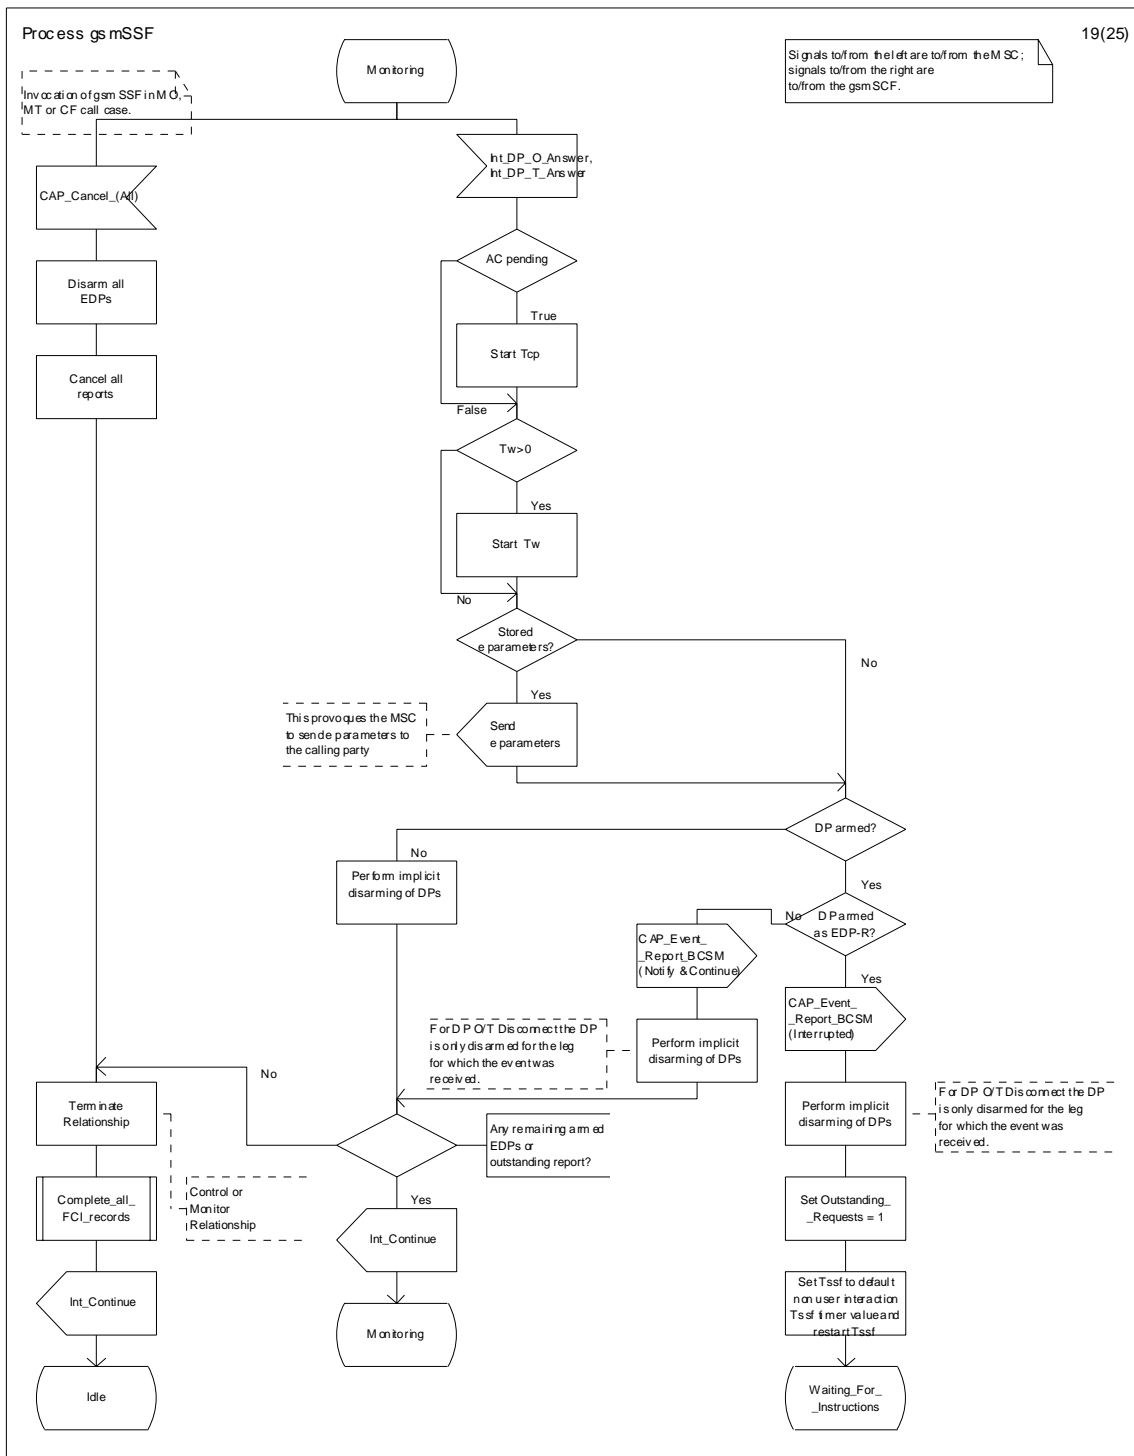 Process gsmSSF
19(25)
Signals to/from the left are to/from the MSC;
signals to/from the right are
to/from the gsmSCF.
Invocation of gsmSSF in MO,
MT or CF call case.
Monitoring
CAP_Cancel_(All)
Int_DP_O_Answer,
Int_DP_T_Answer
Disarm all
EDPs
Cancel all
reports
AC pending
True
Start Tcp
False
Tw>0
Yes
Start Tw
No
Stored
e parameters?
No
Yes
Send
e parameters
This provoques the MSC
to send e parameters to
the calling party
DP armed?
No
Yes
Perform implicit
disarming of DPs
DP armed
as EDP-R?
No
Yes
CAP_Event_
_Report_BCSM
(Notify & Continue)
CAP_Event_
_Report_BCSM
(Interrupted)
For DP O/T Disconnect the DP
is only disarmed for the leg
for which the event was
received.
Perform implicit
disarming of DPs
Perform implicit
disarming of DPs
For DP O/T Disconnect the DP
is only disarmed for the leg
for which the event was
received.
No
Terminate
Relationship
Any remaining armed
EDPs or
outstanding report?
Yes
Control or
Monitor
Relationship
Complete_all_
FCI_records
Int_Continue
Set Outstanding_
_Requests = 1
Int_Continue
Set Tssf to default
non user interaction
Tssf timer value and
restart Tssf
Monitoring
Idle
Waiting_For_
_Instructions